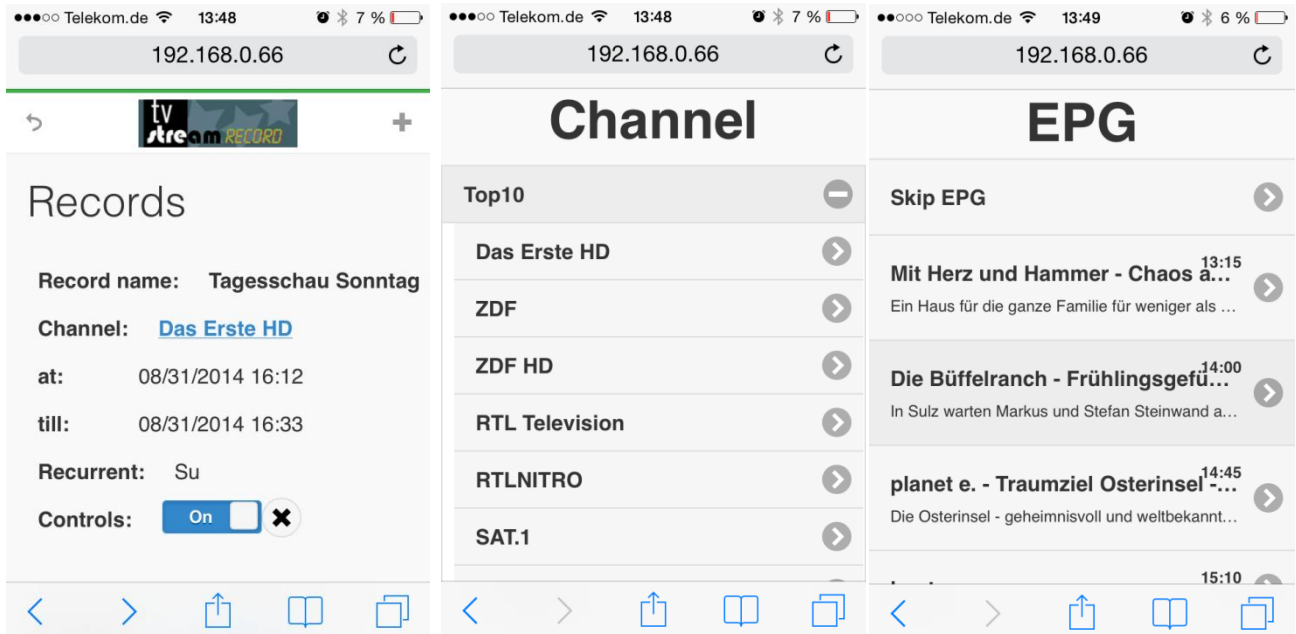 Telekom.de 13:48 7 %
192.168.0.66
tv
stream RECORD
Records
Record name: Tagesschau Sonntag
Channel: Das Erste HD
at: 08/31/2014 16:12
till: 08/31/2014 16:33
Recurrent: Su
Controls: On
Telekom.de 13:48 7 %
192.168.0.66
Channel
Top10
Das Erste HD
ZDF
ZDF HD
RTL Television
RTLNITRO
SAT.1
Telekom.de 13:49 6 %
192.168.0.66
EPG
Skip EPG
13:15
Mit Herz und Hammer - Chaos a…
Ein Haus für die ganze Familie für weniger als …
14:00
Die Büffelranch - Frühlingsgefü…
In Sulz warten Markus und Stefan Steinwand a…
14:45
planet e. - Traumziel Osterinsel -…
Die Osterinsel - geheimnisvoll und weltbekannt…
15:10